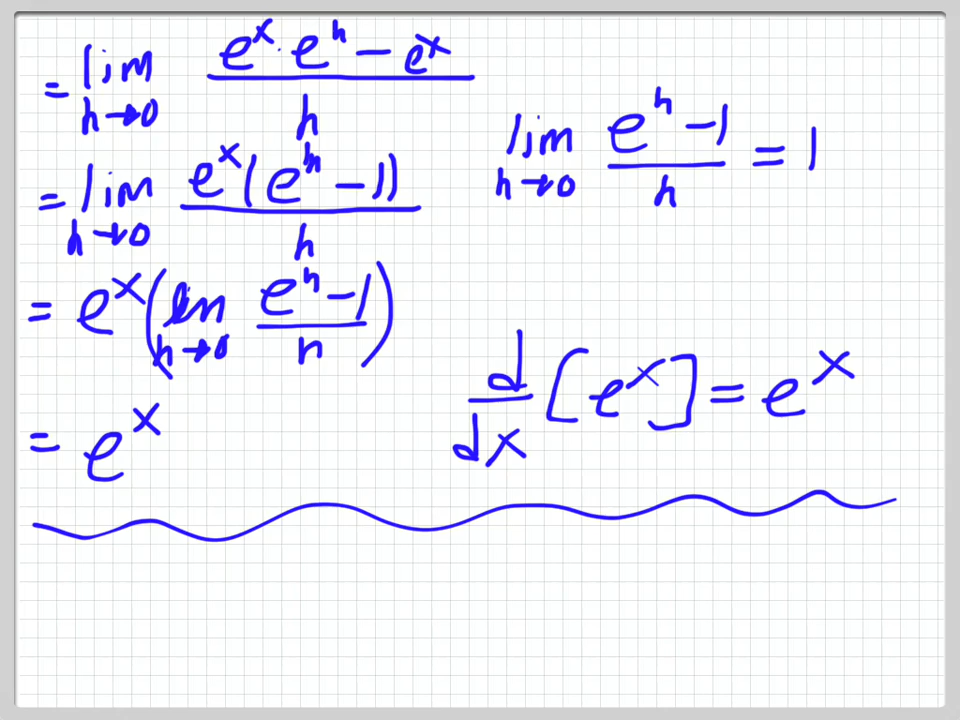 = lim h→0 (e^x · e^h − e^x) / h
= lim h→0 e^x (e^h − 1) / h
= e^x (lim h→0 (e^h − 1) / h)
= e^x
lim h→0 (e^h − 1) / h = 1
d/dx [e^x] = e^x